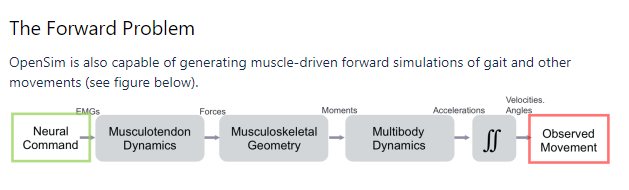 The Forward Problem
OpenSim is also capable of generating muscle-driven forward simulations of gait and other
movements (see figure below).
Velocities.
EMGs Forces Moments Accelerations Angles
Neural Musculotendon Musculoskeletal Multibody ∫∫ Observed
Command Dynamics Geometry Dynamics Movement